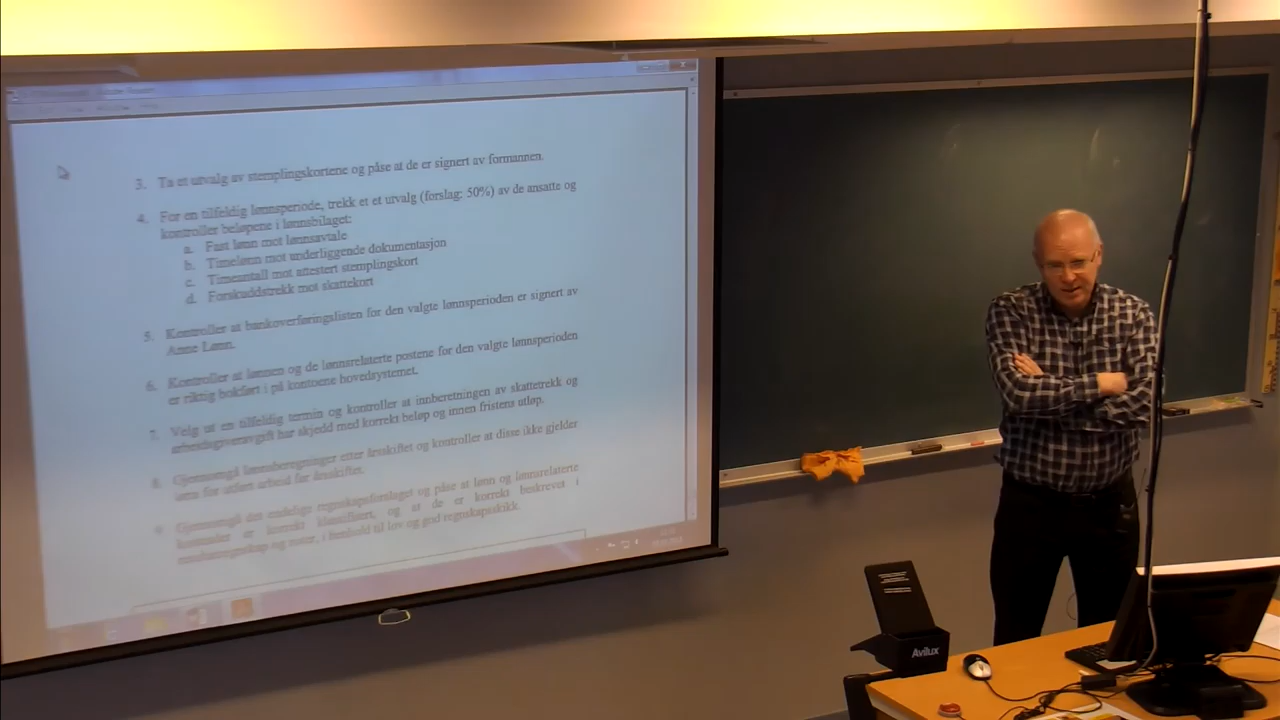 3. Ta et utvalg av stemplingskortene og påse at de er signert av formannen.
4. For en tilfeldig lønnsperiode, trekk et et utvalg (forslag: 50%) av de ansatte og
kontroller beløpene i lønnsbilaget:
a. Fast lønn mot lønnsavtale
b. Timelønn mot underliggende dokumentasjon
c. Timeantall mot attestert stemplingskort
d. Forskuddstrekk mot skattekort
5. Kontroller at bankoverføringslisten for den valgte lønnsperioden er signert av
Anne Lønn.
6. Kontroller at lønnen og de lønnsrelaterte postene for den valgte lønnsperioden
er riktig bokført i på kontoene hovedsystemet.
7. Velg ut en tilfeldig termin og kontroller at innberetningen av skattetrekk og
arbeidsgiveravgift har skjedd med korrekt beløp og innen fristens utløp.
8. Gjennomgå lønnsberegninger etter årsskiftet og kontroller at disse ikke gjelder
for utført arbeid før årsskiftet.
Gjennomgå det endelige regnskapsforslaget og påse at lønn og lønnsrelaterte
kostnader er korrekt klassifisert, og at de er korrekt beskrevet i
og noter, i henhold til lov og god regnskapsskikk.
Avilux